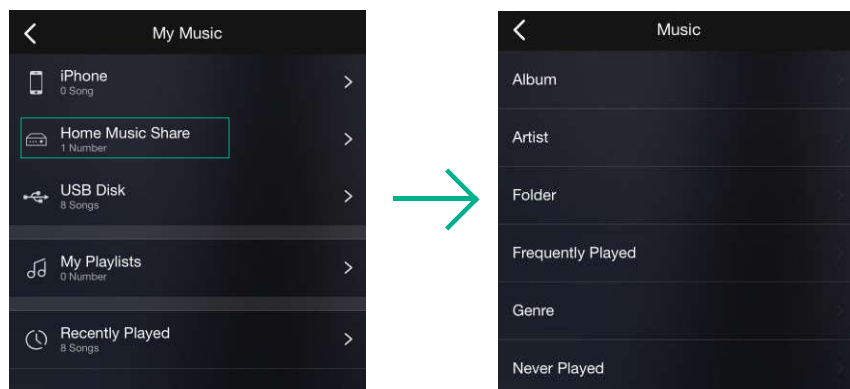 My Music
iPhone
0 Song
Home Music Share
1 Number
USB Disk
8 Songs
My Playlists
0 Number
Recently Played
8 Songs
Music
Album
Artist
Folder
Frequently Played
Genre
Never Played